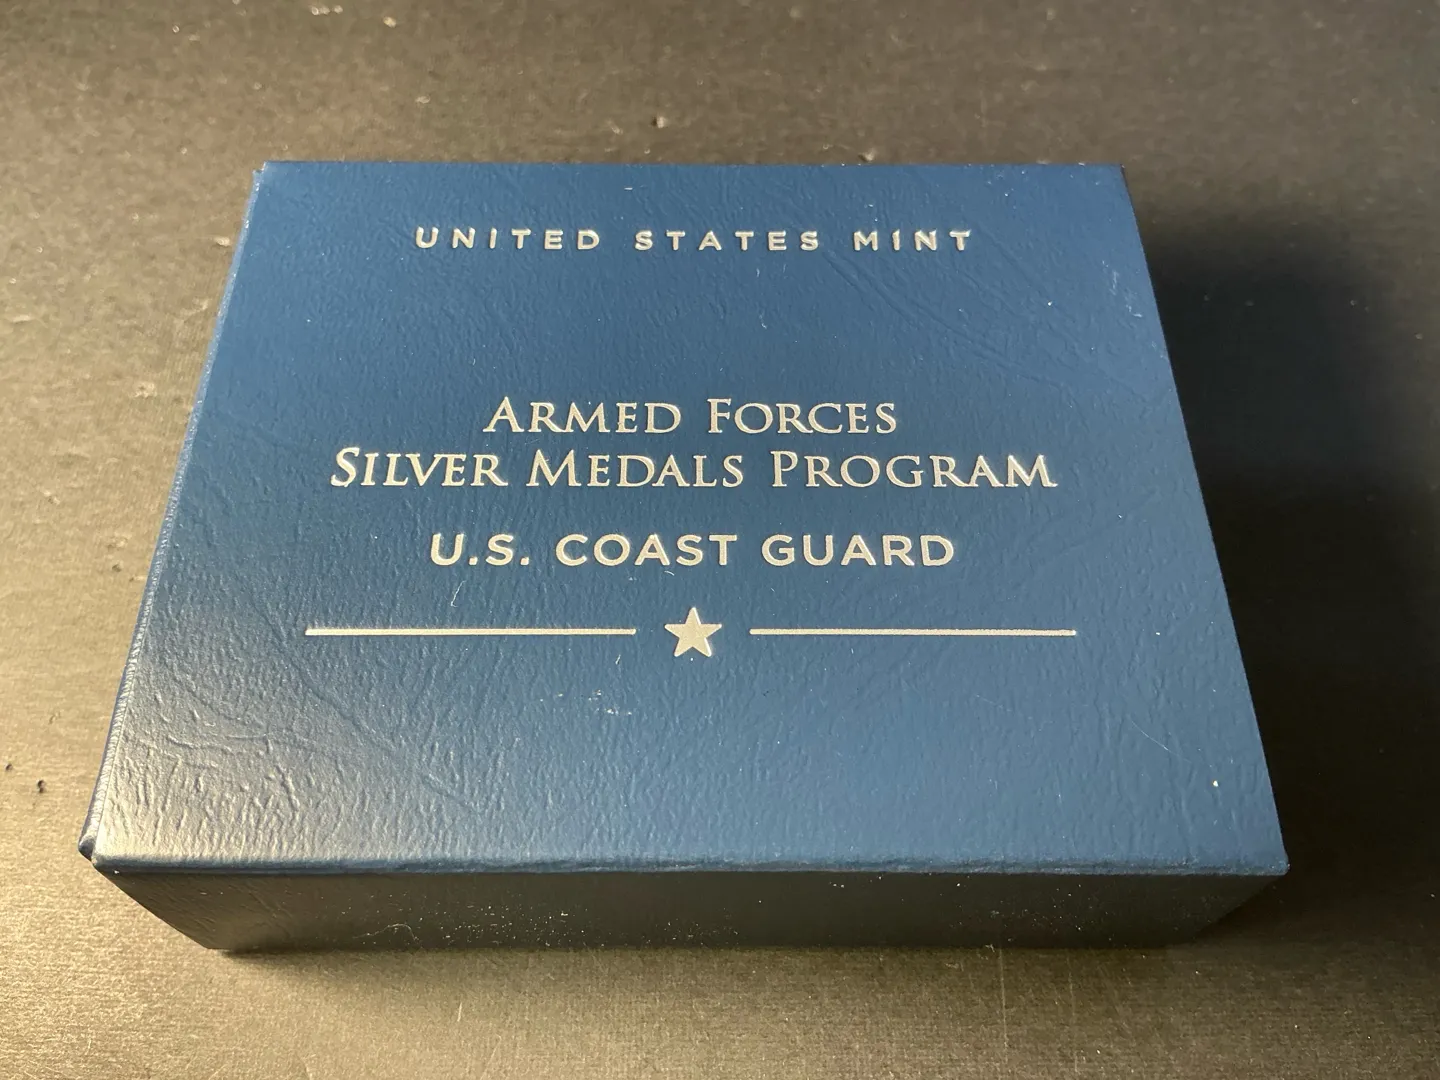 UNITED STATES MINT
ARMED FORCES
SILVER MEDALS PROGRAM
U.S. COAST GUARD